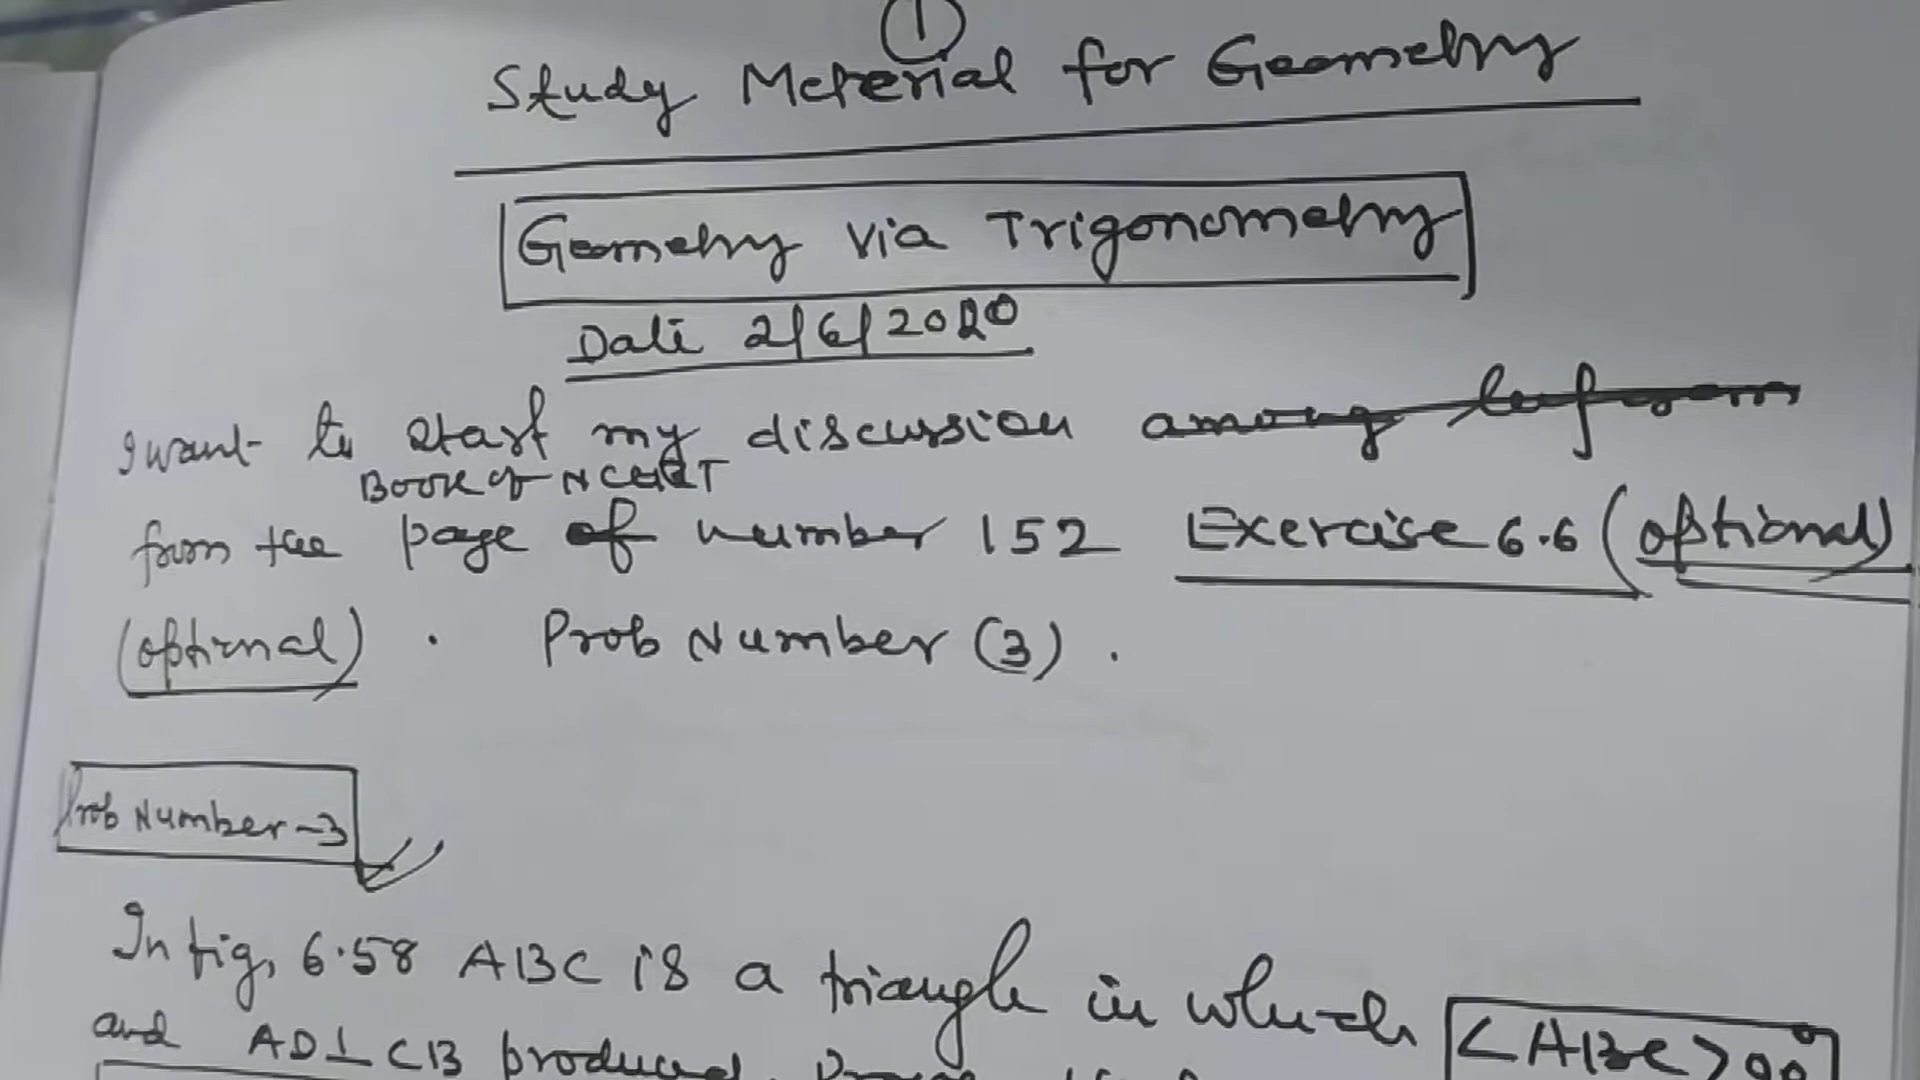 1
Study Meterial for Geometry
Geometry via Trigonometry
Date 2/6/2020
I want to start my discussion among
Book of NCERT
from the page of number 152 Exercise 6.6 (optional)
(optional) . Prob Number (3) .
Prob Number-3
In fig, 6.58 ABC is a triangle in which <ABC > 90°
and AD⊥CB produced.